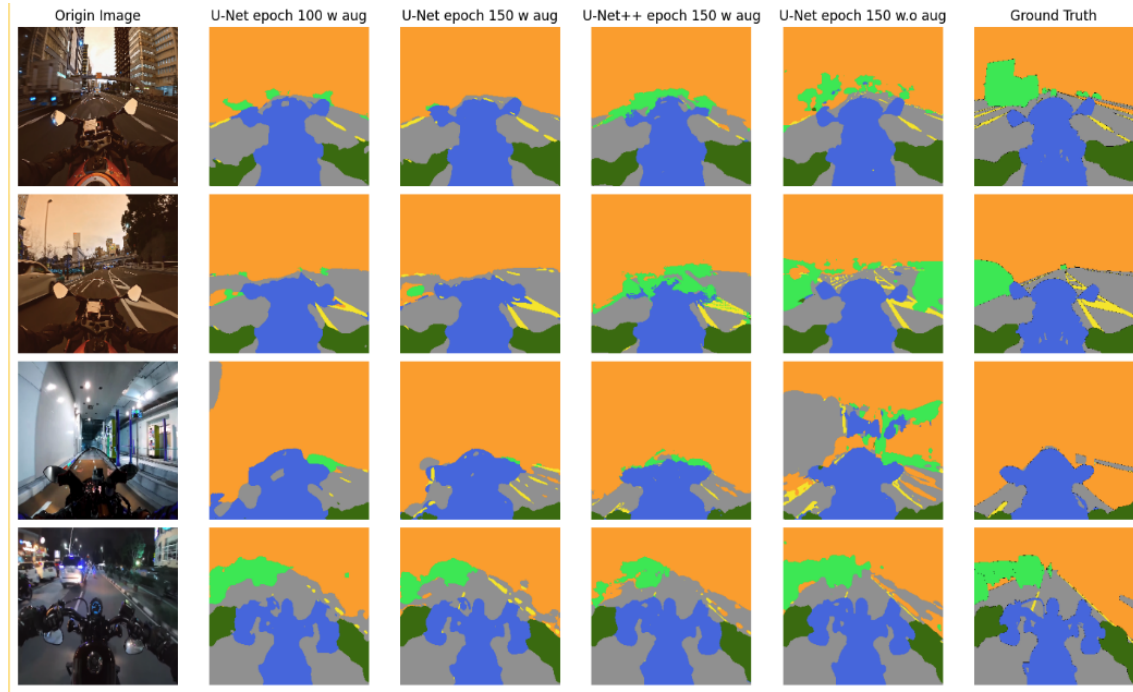 Origin Image
U-Net epoch 100 w aug
U-Net epoch 150 w aug
U-Net++ epoch 150 w aug
U-Net epoch 150 w.o aug
Ground Truth